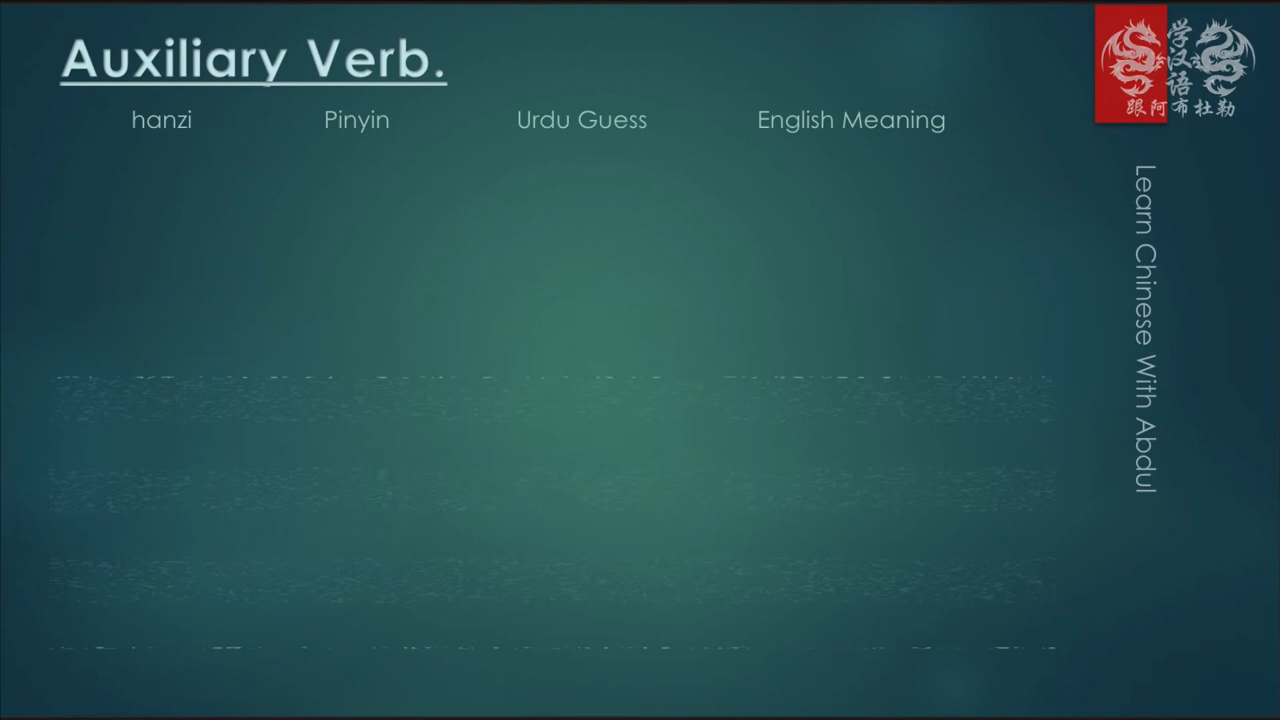 Auxiliary Verb.
hanzi Pinyin Urdu Guess English Meaning
学汉语
跟阿布杜勒
Learn Chinese With Abdul